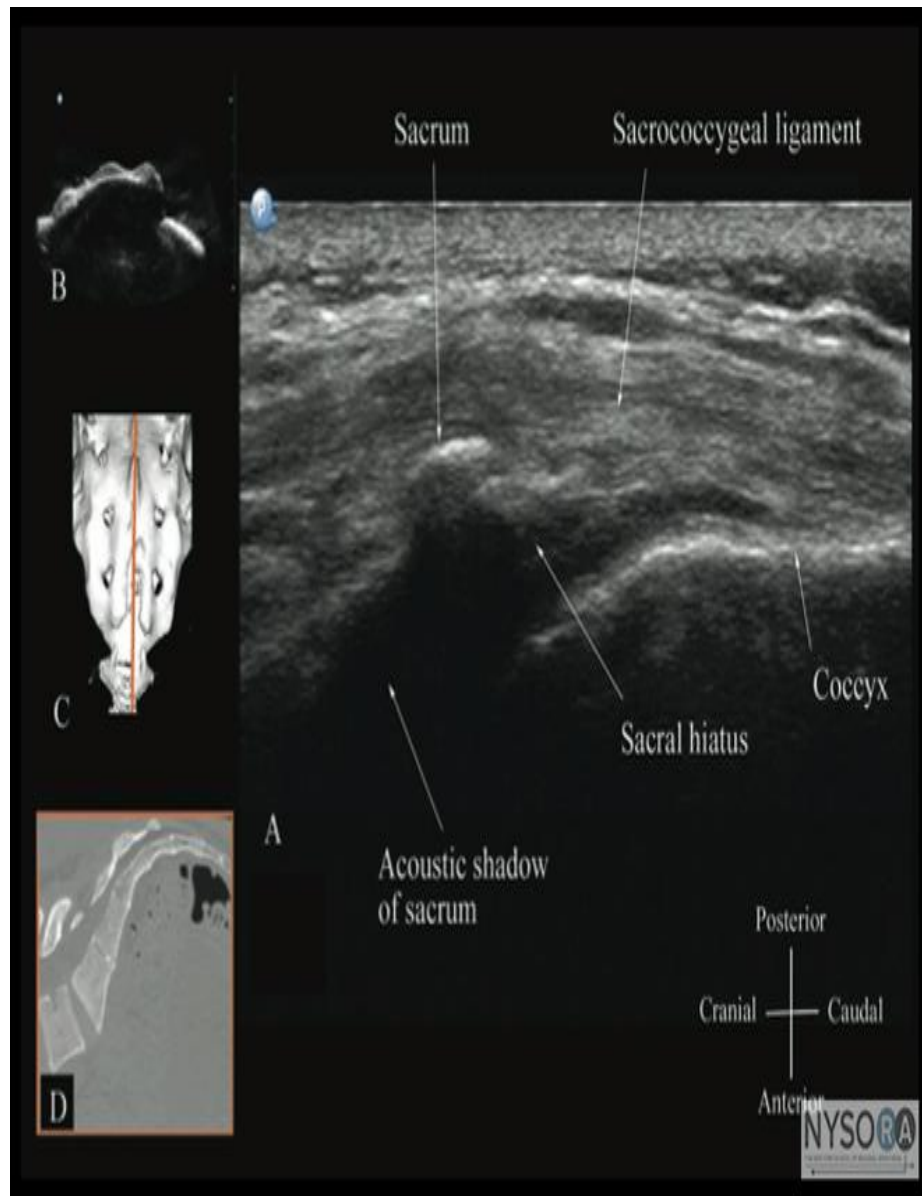 Sacrum
Sacrococcygeal ligament
B
C
Coccyx
Sacral hiatus
A
Acoustic shadow
of sacrum
Posterior
Cranial
Caudal
Anterior
D
NYSORA